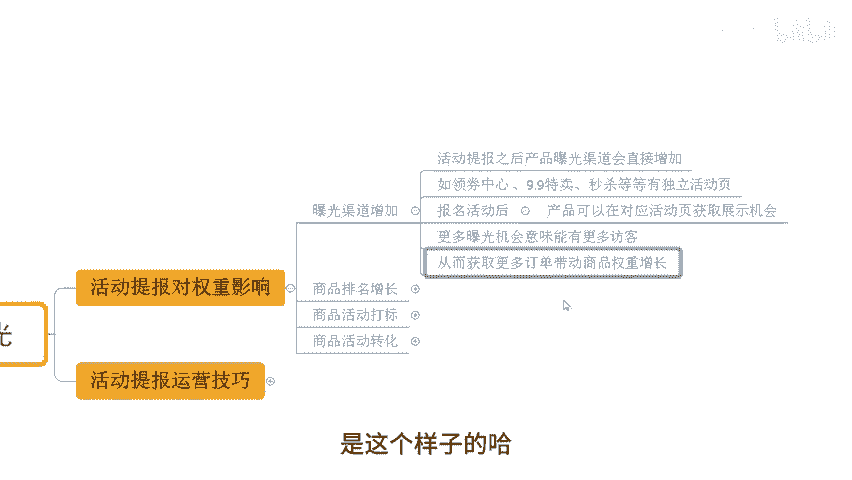 活动提报之后产品曝光渠道会直接增加
如领券中心、9.9特卖、秒杀等等有独立活动页
曝光渠道增加
报名活动后
产品可以在对应活动页获取展示机会
更多曝光机会意味能有更多访客
从而获取更多订单带动商品权重增长
活动提报对权重影响
商品排名增长
商品活动打标
商品活动转化
光
活动提报运营技巧
是这个样子的哈